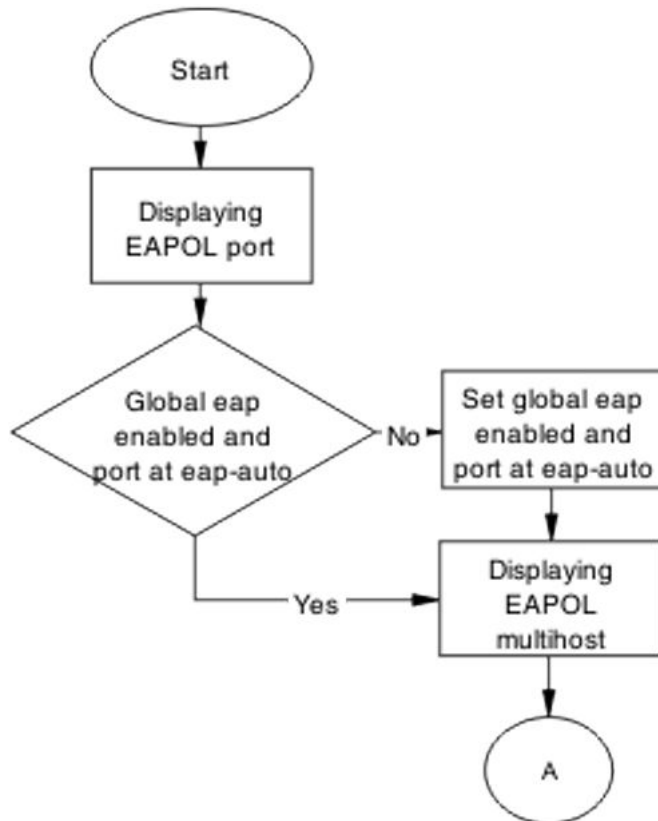 Start
Displaying
EAPOL port
Global eap
enabled and
port at eap-auto
No
Set global eap
enabled and
port at eap-auto
Yes
Displaying
EAPOL
multihost
A